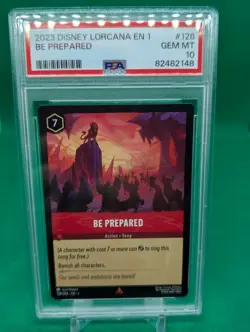 2023 DISNEY LORCANA EN 1 #128
BE PREPARED GEM MT
10
PSA 82482148
7
BE PREPARED
Action • Song
(A character with cost 7 or more can to sing this
song for free.)
Banish all characters.